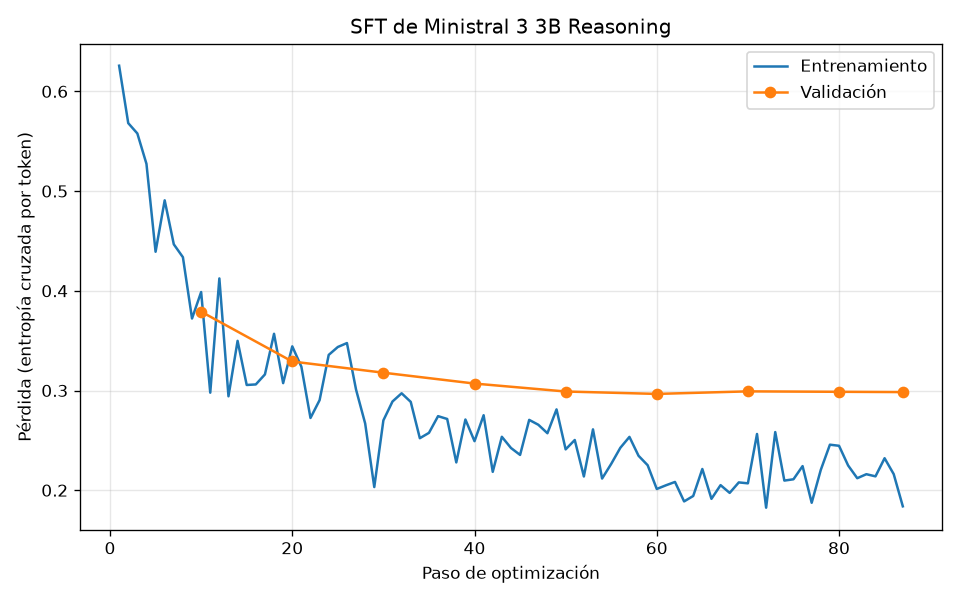 SFT de Ministral 3 3B Reasoning
Entrenamiento
Validación
Pérdida (entropía cruzada por token)
0.6
0.5
0.4
0.3
0.2
0 20 40 60 80
Paso de optimización